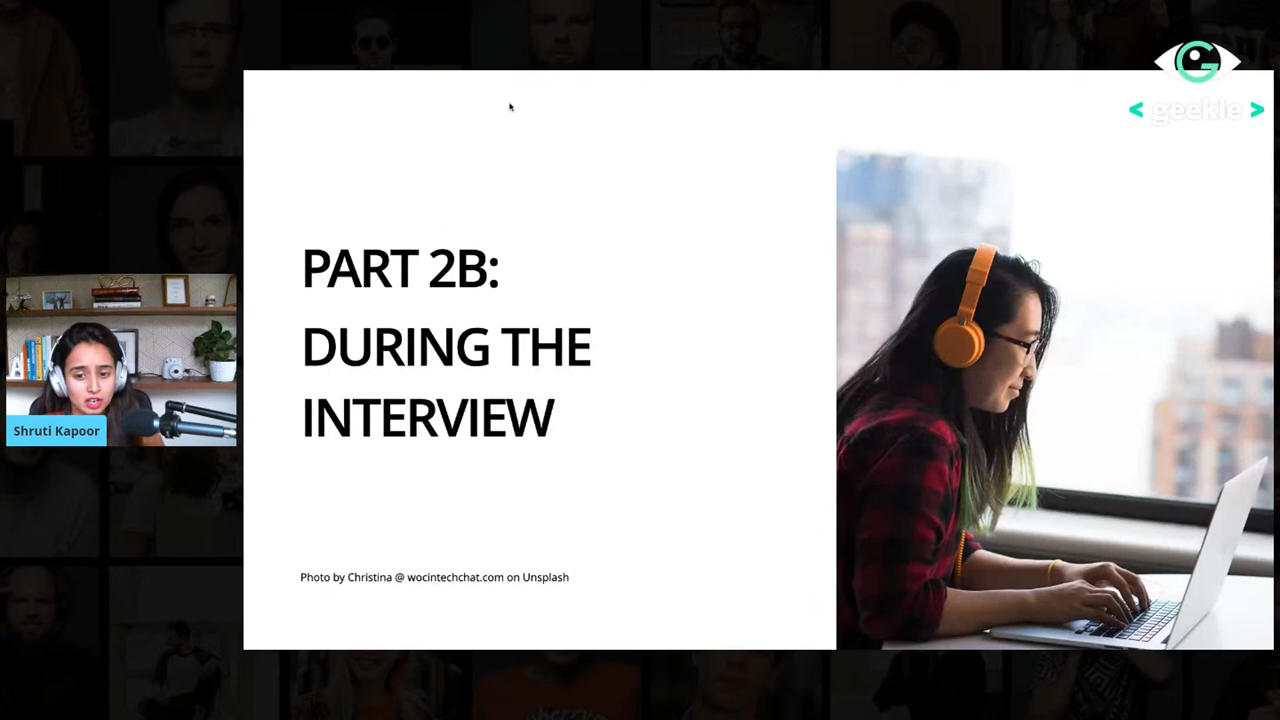 < geekle >
PART 2B:
DURING THE
INTERVIEW
Shruti Kapoor
Photo by Christina @ wocintechchat.com on Unsplash